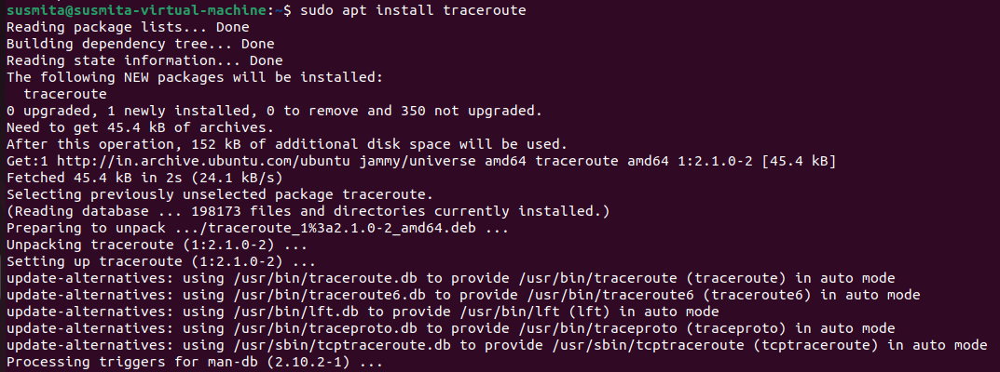 susmita@susmita-virtual-machine:~$ sudo apt install traceroute
Reading package lists... Done
Building dependency tree... Done
Reading state information... Done
The following NEW packages will be installed:
  traceroute
0 upgraded, 1 newly installed, 0 to remove and 350 not upgraded.
Need to get 45.4 kB of archives.
After this operation, 152 kB of additional disk space will be used.
Get:1 http://in.archive.ubuntu.com/ubuntu jammy/universe amd64 traceroute amd64 1:2.1.0-2 [45.4 kB]
Fetched 45.4 kB in 2s (24.1 kB/s)
Selecting previously unselected package traceroute.
(Reading database ... 198173 files and directories currently installed.)
Preparing to unpack .../traceroute_1%3a2.1.0-2_amd64.deb ...
Unpacking traceroute (1:2.1.0-2) ...
Setting up traceroute (1:2.1.0-2) ...
update-alternatives: using /usr/bin/traceroute.db to provide /usr/bin/traceroute (traceroute) in auto mode
update-alternatives: using /usr/bin/traceroute6.db to provide /usr/bin/traceroute6 (traceroute6) in auto mode
update-alternatives: using /usr/bin/lft.db to provide /usr/bin/lft (lft) in auto mode
update-alternatives: using /usr/bin/traceproto.db to provide /usr/bin/traceproto (traceproto) in auto mode
update-alternatives: using /usr/sbin/tcptraceroute.db to provide /usr/sbin/tcptraceroute (tcptraceroute) in auto mode
Processing triggers for man-db (2.10.2-1) ...